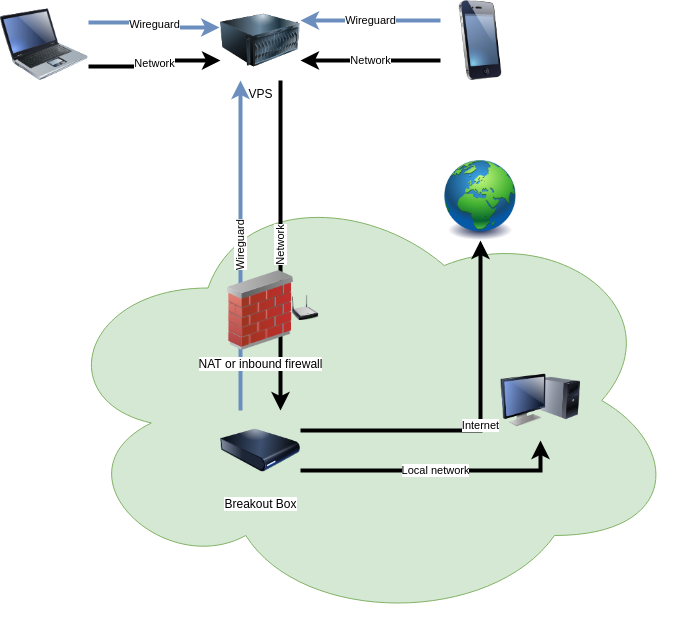 Wireguard
Wireguard
Network
Network
VPS
Wireguard
Network
NAT or inbound firewall
Internet
Local network
Breakout Box